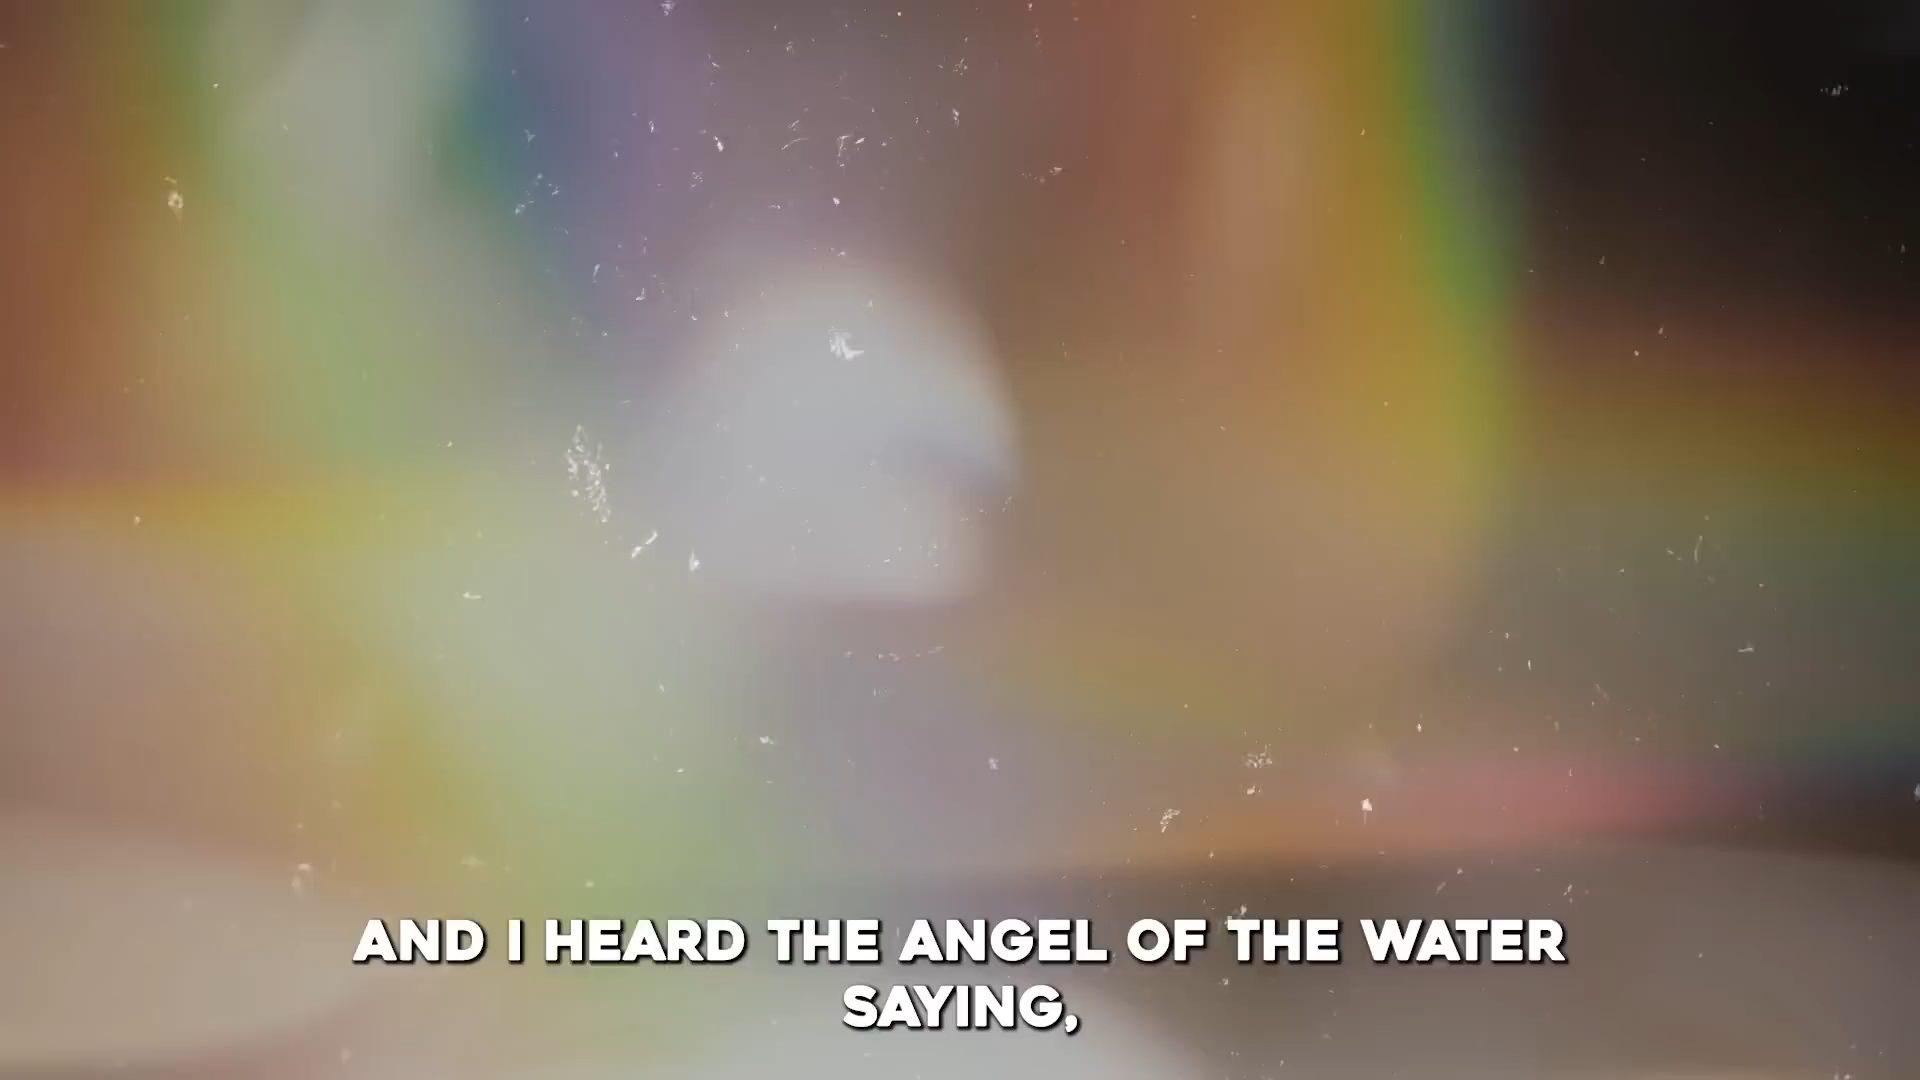 AND I HEARD THE ANGEL OF THE WATER
SAYING,